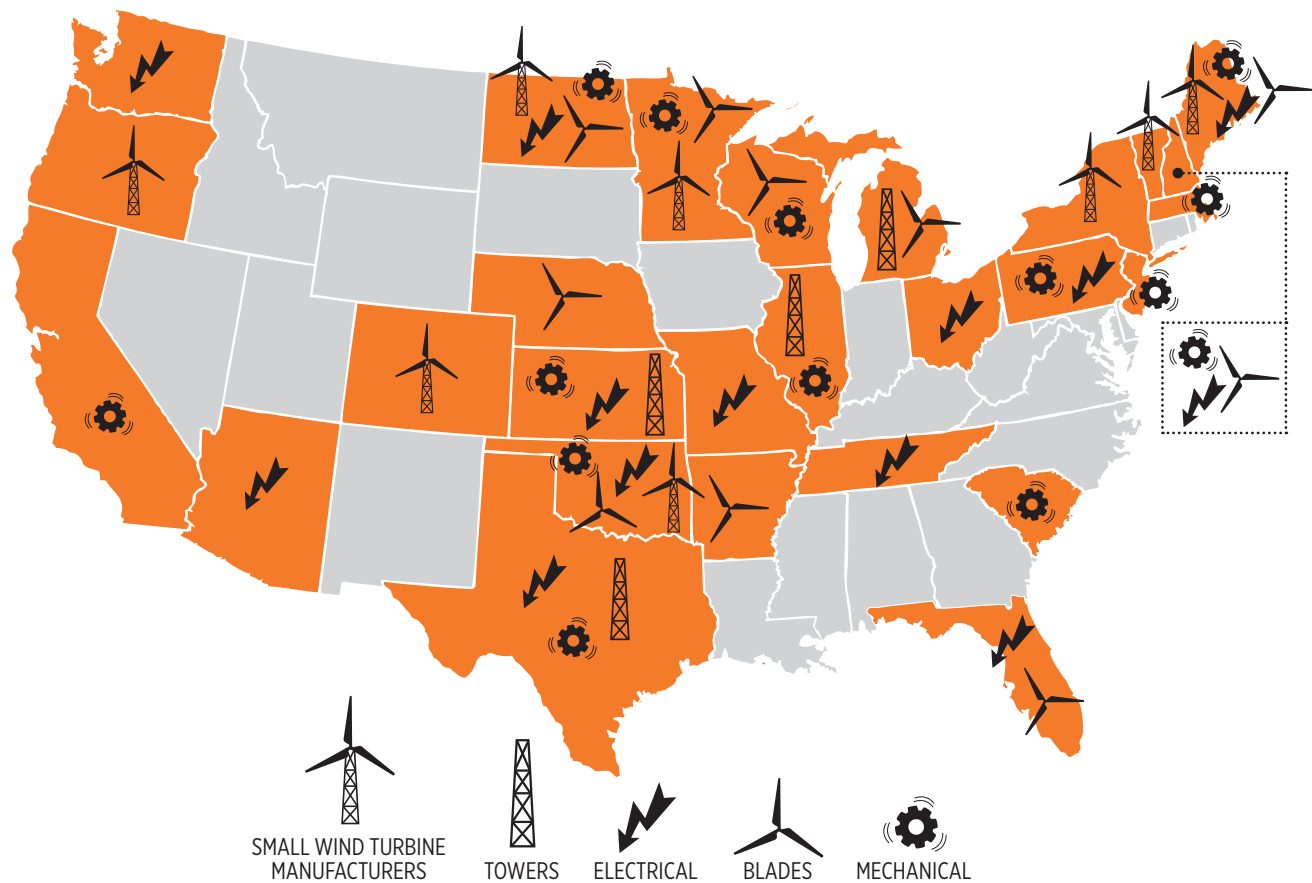 SMALL WIND TURBINE
MANUFACTURERS
TOWERS
ELECTRICAL
BLADES
MECHANICAL